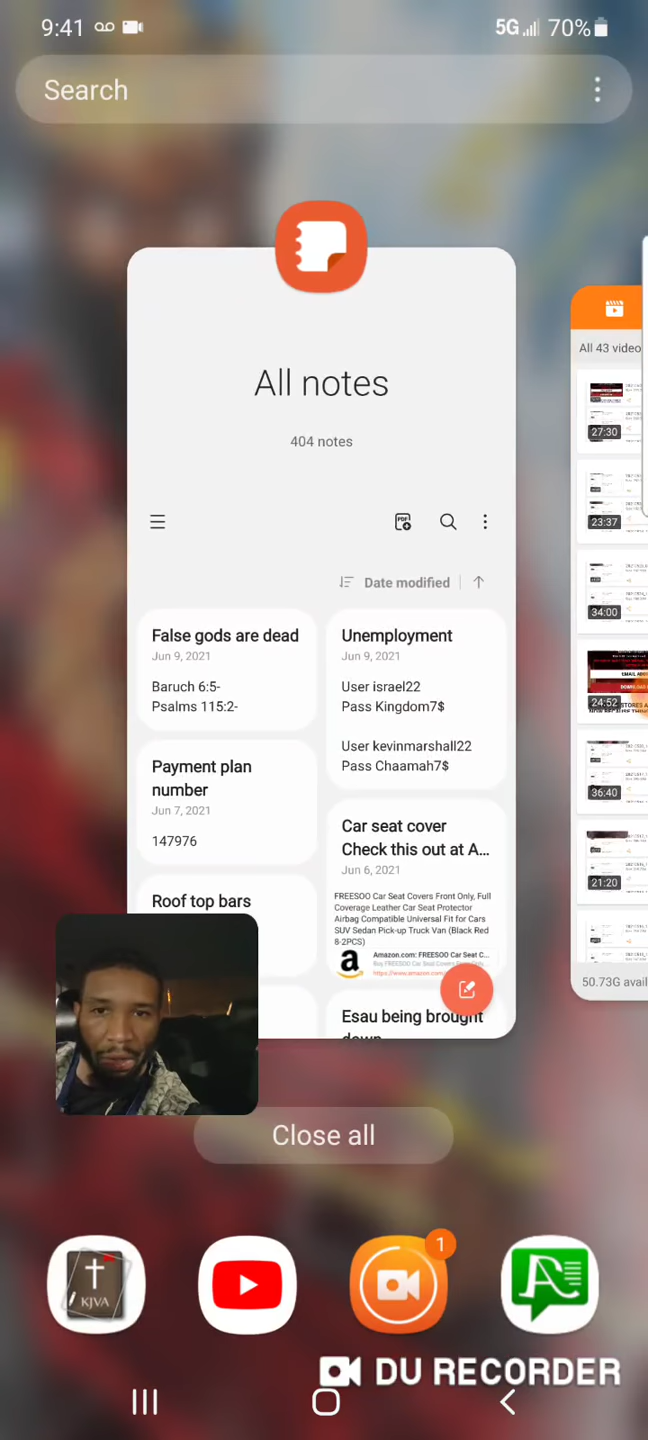 9:41
5G 70%
Search
All notes
404 notes
PDF
Date modified
False gods are dead
Jun 9, 2021
Baruch 6:5-
Psalms 115:2-
Unemployment
Jun 9, 2021
User israel22
Pass Kingdom7$
User kevinmarshall22
Pass Chaamah7$
Payment plan
number
Jun 7, 2021
147976
Car seat cover
Check this out at A...
Jun 6, 2021
FREESOO Car Seat Covers Front Only, Full
Coverage Leather Car Seat Protector
Airbag Compatible Universal Fit for Cars
SUV Sedan Pick-up Truck Van (Black Red
8-2PCS)
a
Amazon.com: FREESOO Car Seat C...
Roof top bars
Esau being brought
down
All 43 video
27:30
23:37
34:00
EMAIL
24:52
36:40
21:20
50.73G avail
Close all
KJVA
1
A
DU RECORDER